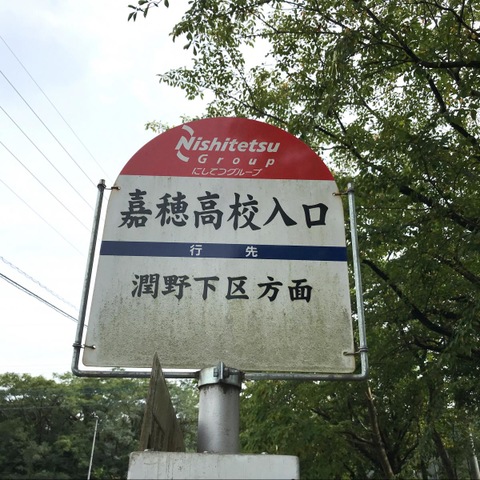 Nishitetsu
Group
にしてつグループ
嘉穂高校入口
行先
潤野下区方面